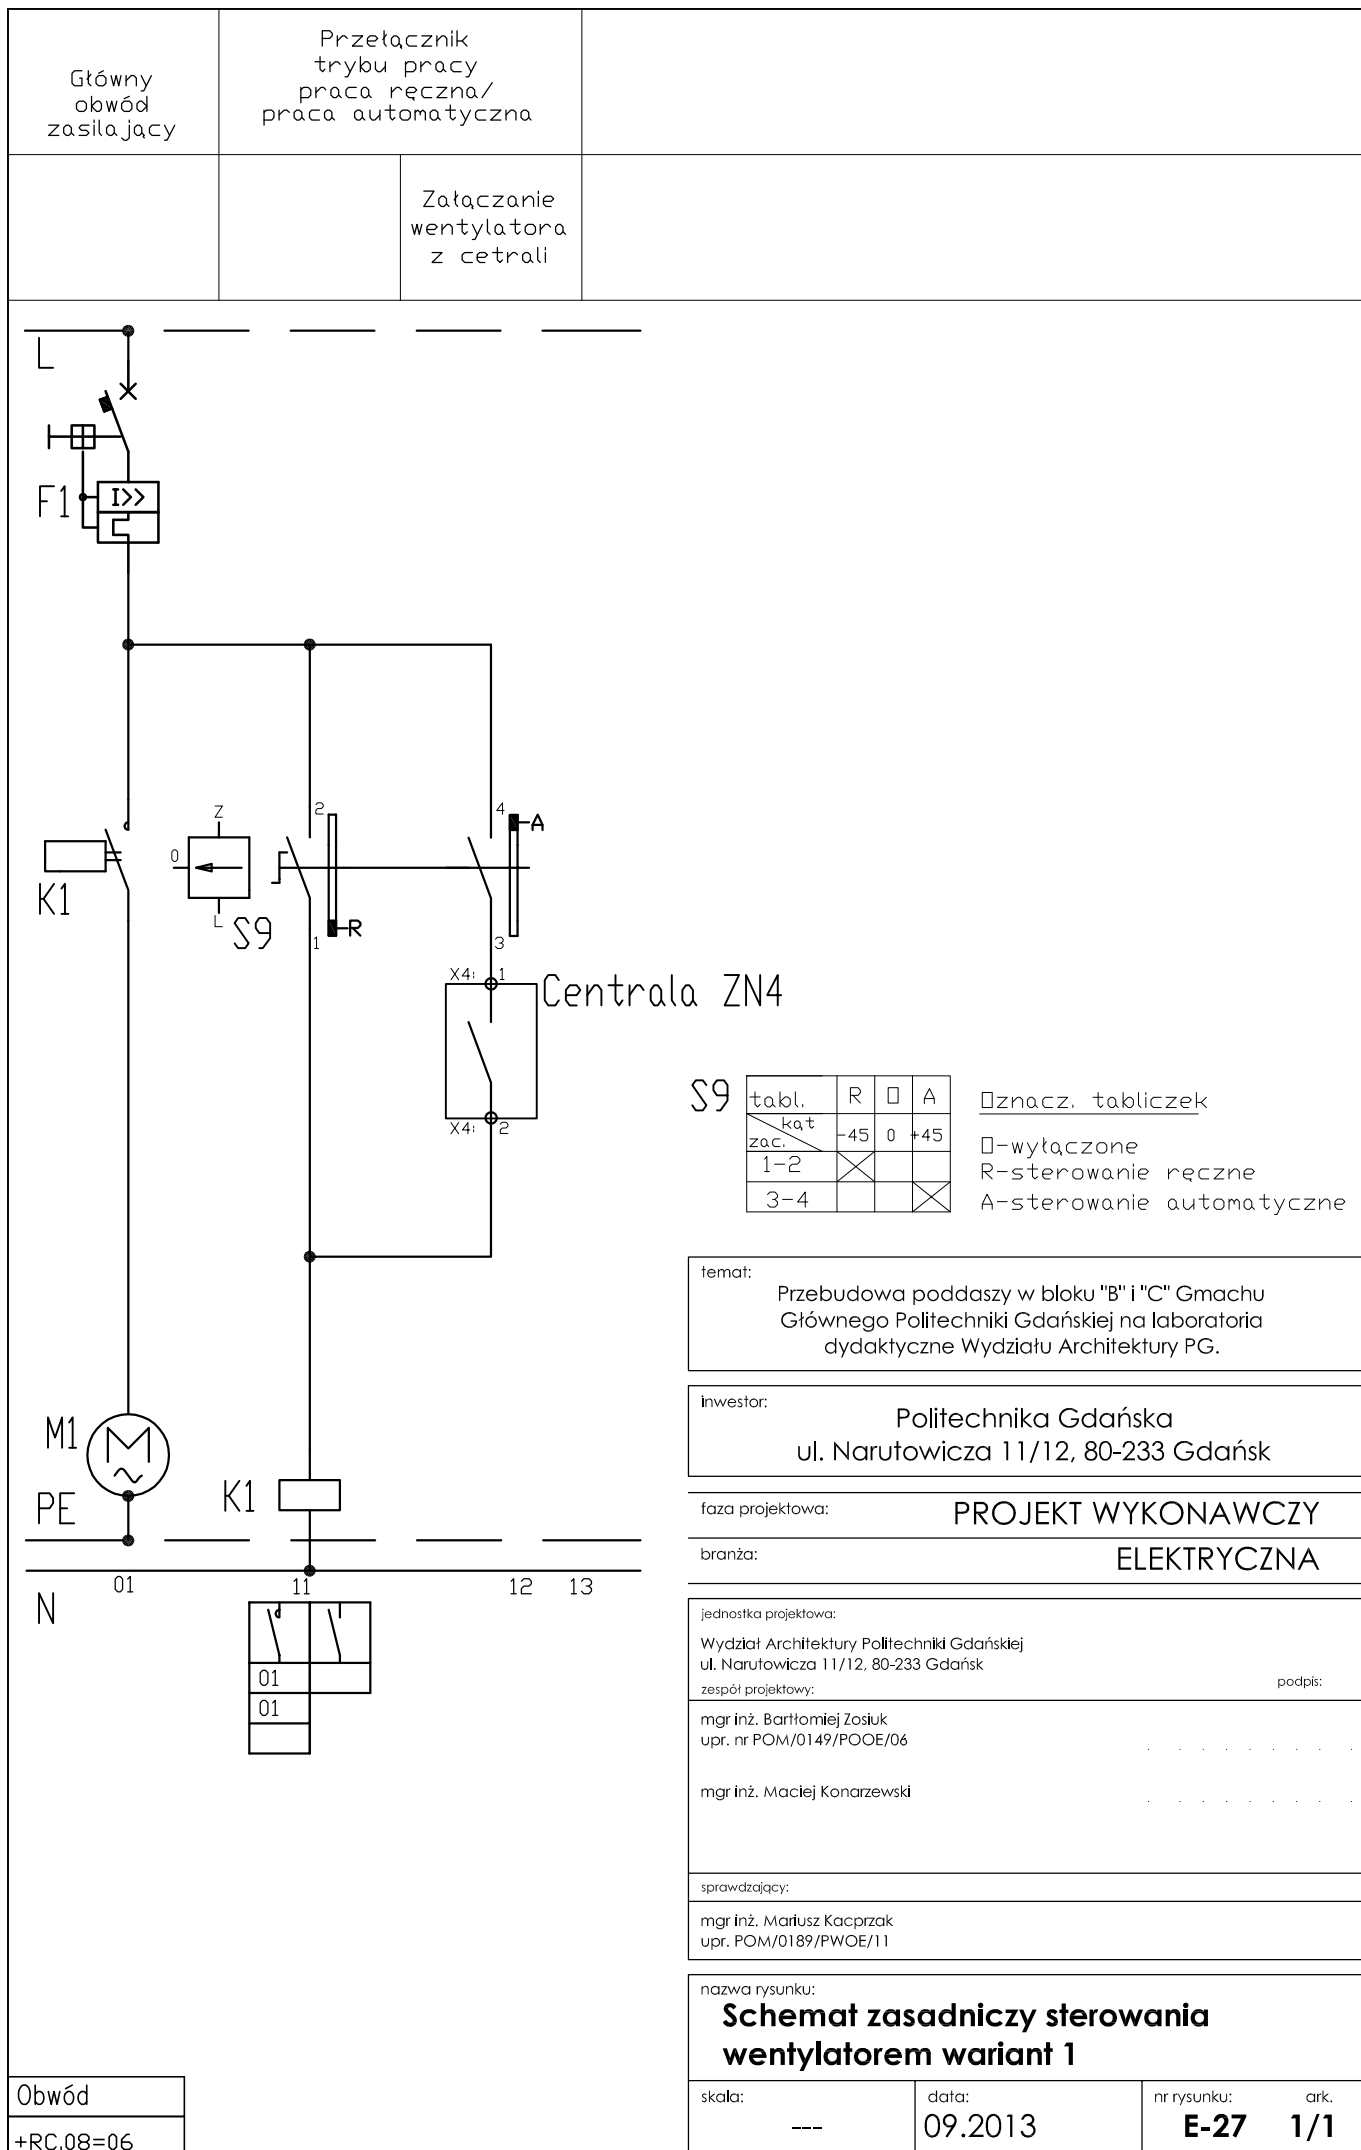 Główny
obwód
zasilający
Przełącznik
trybu pracy
praca ręczna/
praca automatyczna
Załączanie
wentylatora
z cetrali
L
F1
I>>
K1
Z
0
L
S9
2
1
R
4
3
A
X4: 1
Centrala ZN4
X4: 2
S9
tabl. R O A
kąt
zac. -45 0 +45
1-2
3-4
Oznacz. tabliczek
O-wyłączone
R-sterowanie ręczne
A-sterowanie automatyczne
M1
M
~
PE
K1
N
01 11 12 13
01
01
temat:
Przebudowa poddaszy w bloku "B" i "C" Gmachu
Głównego Politechniki Gdańskiej na laboratoria
dydaktyczne Wydziału Architektury PG.
inwestor:
Politechnika Gdańska
ul. Narutowicza 11/12, 80-233 Gdańsk
faza projektowa: PROJEKT WYKONAWCZY
branża: ELEKTRYCZNA
jednostka projektowa:
Wydział Architektury Politechniki Gdańskiej
ul. Narutowicza 11/12, 80-233 Gdańsk
zespół projektowy: podpis:
mgr inż. Bartłomiej Zosiuk
upr. nr POM/0149/POOE/06
mgr inż. Maciej Konarzewski
sprawdzający:
mgr inż. Mariusz Kacprzak
upr. POM/0189/PWOE/11
nazwa rysunku:
Schemat zasadniczy sterowania
wentylatorem wariant 1
skala: data: nr rysunku: ark.
--- 09.2013 E-27 1/1
Obwód
+RC.08=06